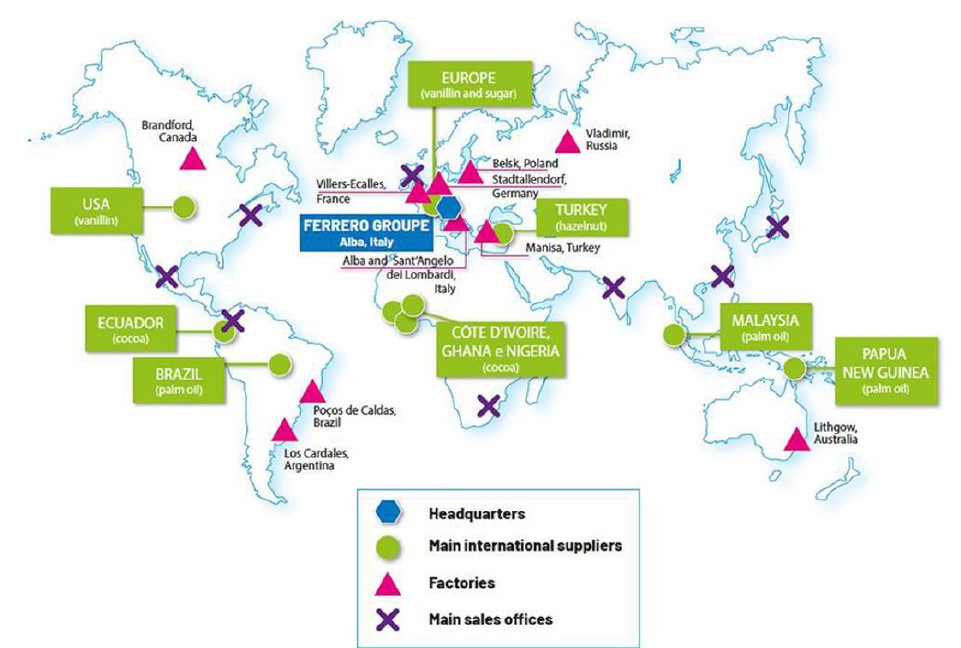 EUROPE
(vanillin and sugar)
Brandford,
Canada
Vladimir,
Russia
Belsk, Poland
Stadtallendorf,
Germany
Villers-Ecalles,
France
USA
(vanillin)
FERRERO GROUPE
Alba, Italy
TURKEY
(hazelnut)
Manisa, Turkey
Alba and Sant'Angelo
dei Lombardi,
Italy
ECUADOR
(cocoa)
CÔTE D'IVOIRE,
GHANA e NIGERIA
(cocoa)
MALAYSIA
(palm oil)
BRAZIL
(palm oil)
PAPUA
NEW GUINEA
(palm oil)
Poços de Caldas,
Brazil
Lithgow,
Australia
Los Cardales,
Argentina
Headquarters
Main international suppliers
Factories
Main sales offices